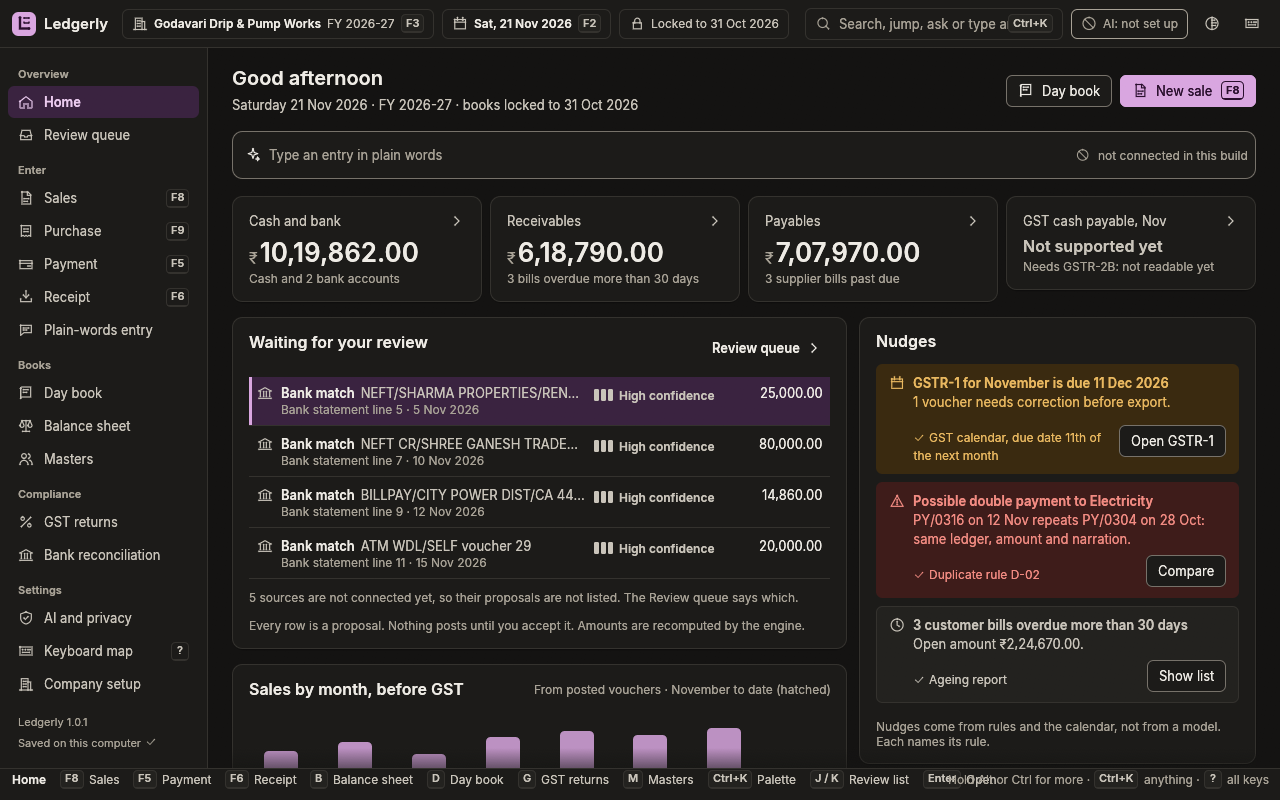 Ledgerly
Godavari Drip & Pump Works FY 2026-27 F3
Sat, 21 Nov 2026 F2
Locked to 31 Oct 2026
Search, jump, ask or type a Ctrl+K
AI: not set up
Overview
Home
Review queue
Enter
Sales F8
Purchase F9
Payment F5
Receipt F6
Plain-words entry
Books
Day book
Balance sheet
Masters
Compliance
GST returns
Bank reconciliation
Settings
AI and privacy
Keyboard map ?
Company setup
Ledgerly 1.0.1
Saved on this computer
Good afternoon
Saturday 21 Nov 2026 · FY 2026-27 · books locked to 31 Oct 2026
Day book
New sale F8
Type an entry in plain words
not connected in this build
Cash and bank
₹10,19,862.00
Cash and 2 bank accounts
Receivables
₹6,18,790.00
3 bills overdue more than 30 days
Payables
₹7,07,970.00
3 supplier bills past due
GST cash payable, Nov
Not supported yet
Needs GSTR-2B: not readable yet
Waiting for your review
Review queue
Bank match NEFT/SHARMA PROPERTIES/REN... High confidence 25,000.00
Bank statement line 5 · 5 Nov 2026
Bank match NEFT CR/SHREE GANESH TRADE... High confidence 80,000.00
Bank statement line 7 · 10 Nov 2026
Bank match BILLPAY/CITY POWER DIST/CA 44... High confidence 14,860.00
Bank statement line 9 · 12 Nov 2026
Bank match ATM WDL/SELF voucher 29 High confidence 20,000.00
Bank statement line 11 · 15 Nov 2026
5 sources are not connected yet, so their proposals are not listed. The Review queue says which.
Every row is a proposal. Nothing posts until you accept it. Amounts are recomputed by the engine.
Sales by month, before GST
From posted vouchers · November to date (hatched)
Nudges
GSTR-1 for November is due 11 Dec 2026
1 voucher needs correction before export.
✓ GST calendar, due date 11th of
the next month
Open GSTR-1
Possible double payment to Electricity
PY/0316 on 12 Nov repeats PY/0304 on 28 Oct:
same ledger, amount and narration.
✓ Duplicate rule D-02
Compare
3 customer bills overdue more than 30 days
Open amount ₹2,24,670.00.
✓ Ageing report
Show list
Nudges come from rules and the calendar, not from a model.
Each names its rule.
Home F8 Sales F5 Payment F6 Receipt B Balance sheet D Day book G GST returns M Masters Ctrl+K Palette J / K Review list Enter or Ctrl for more · Ctrl+K anything · ? all keys